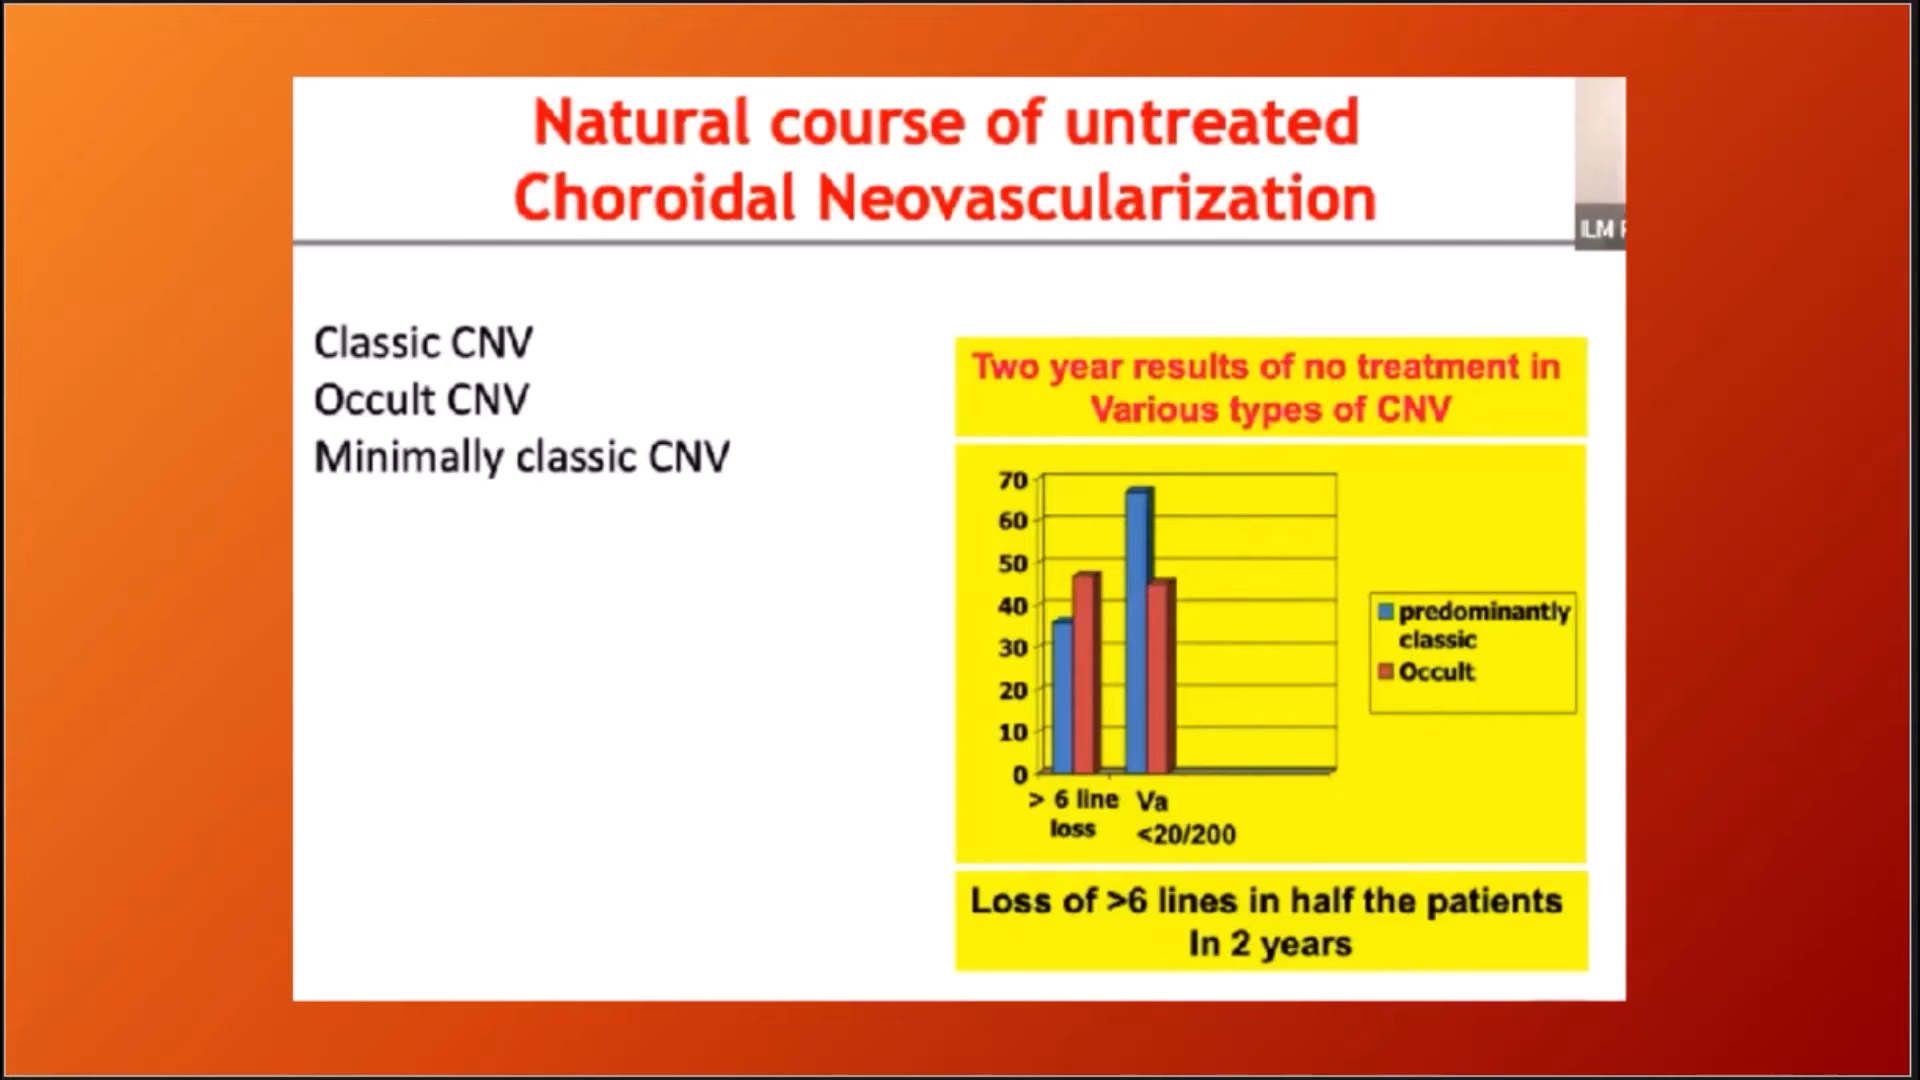 Natural course of untreated
Choroidal Neovascularization
ILM
Classic CNV
Occult CNV
Minimally classic CNV
Two year results of no treatment in
Various types of CNV
70
60
50
40
30
20
10
0
> 6 line
loss
Va
<20/200
predominantly
classic
Occult
Loss of >6 lines in half the patients
In 2 years